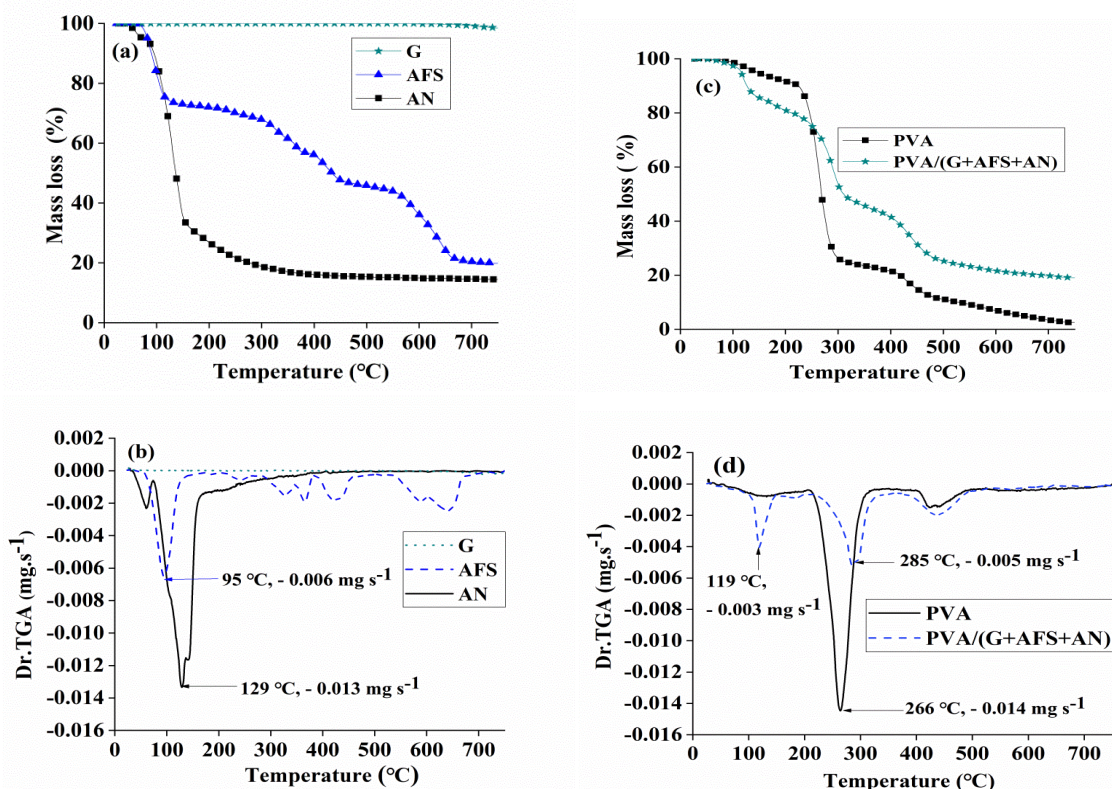 (a)
G
AFS
AN
Mass loss (%)
100
80
60
40
20
0
0 100 200 300 400 500 600 700
Temperature (°C)
(c)
PVA
PVA/(G+AFS+AN)
Mass loss ( %)
100
80
60
40
20
0
0 100 200 300 400 500 600 700
Temperature (°C)
(b)
0.002
0.000
-0.002
-0.004
-0.006
-0.008
-0.010
-0.012
-0.014
-0.016
Dr.TGA (mg.s-1)
G
AFS
AN
95 °C, - 0.006 mg s-1
129 °C, - 0.013 mg s-1
0 100 200 300 400 500 600 700
Temperature (°C)
(d)
0.004
0.002
0.000
-0.002
-0.004
-0.006
-0.008
-0.010
-0.012
-0.014
-0.016
Dr.TGA (mg.s-1)
119 °C,
- 0.003 mg s-1
285 °C, - 0.005 mg s-1
PVA
PVA/(G+AFS+AN)
266 °C, - 0.014 mg s-1
0 100 200 300 400 500 600 700
Temperature (°C)